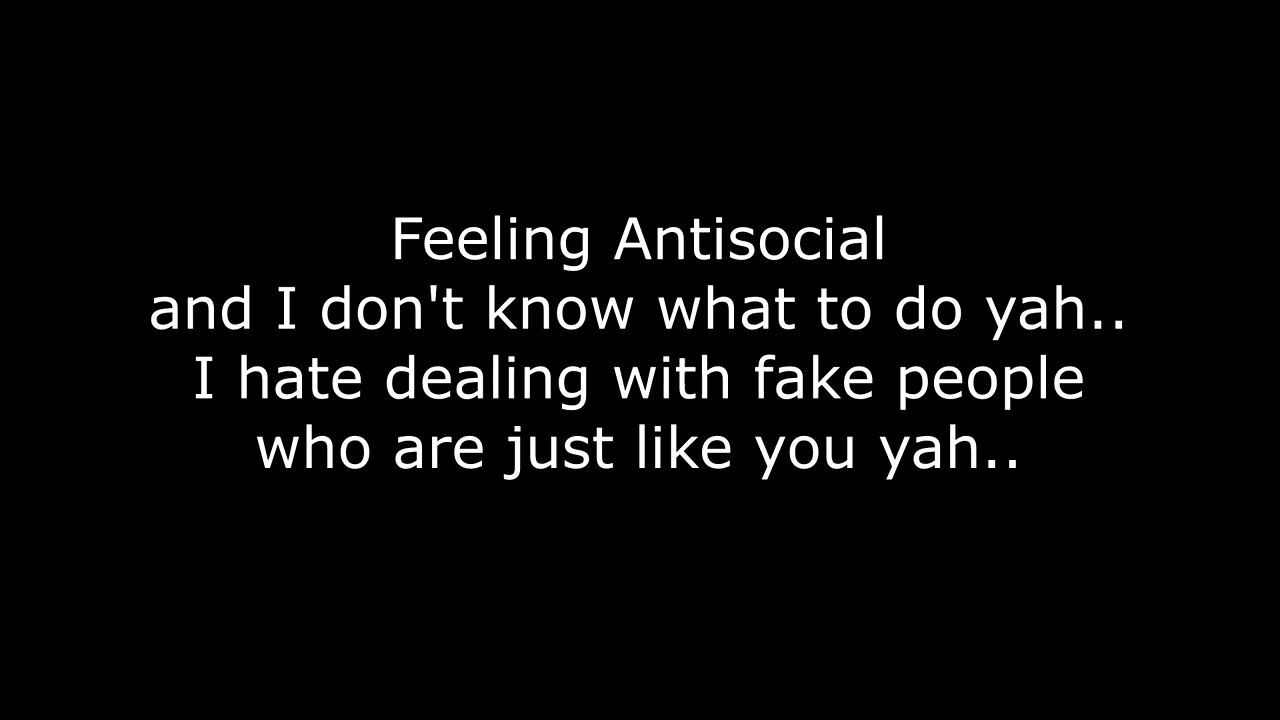 Feeling Antisocial
and I don't know what to do yah..
I hate dealing with fake people
who are just like you yah..